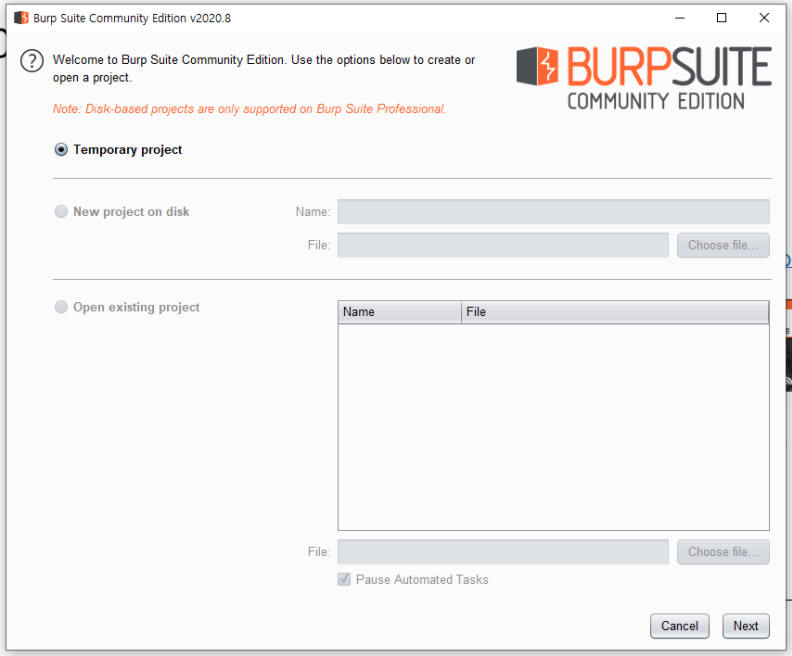 Burp Suite Community Edition v2020.8
Welcome to Burp Suite Community Edition. Use the options below to create or
open a project.
Note: Disk-based projects are only supported on Burp Suite Professional.
BURPSUITE
COMMUNITY EDITION
Temporary project
New project on disk
Name:
File:
Choose file...
Open existing project
Name
File
File:
Choose file...
Pause Automated Tasks
Cancel
Next